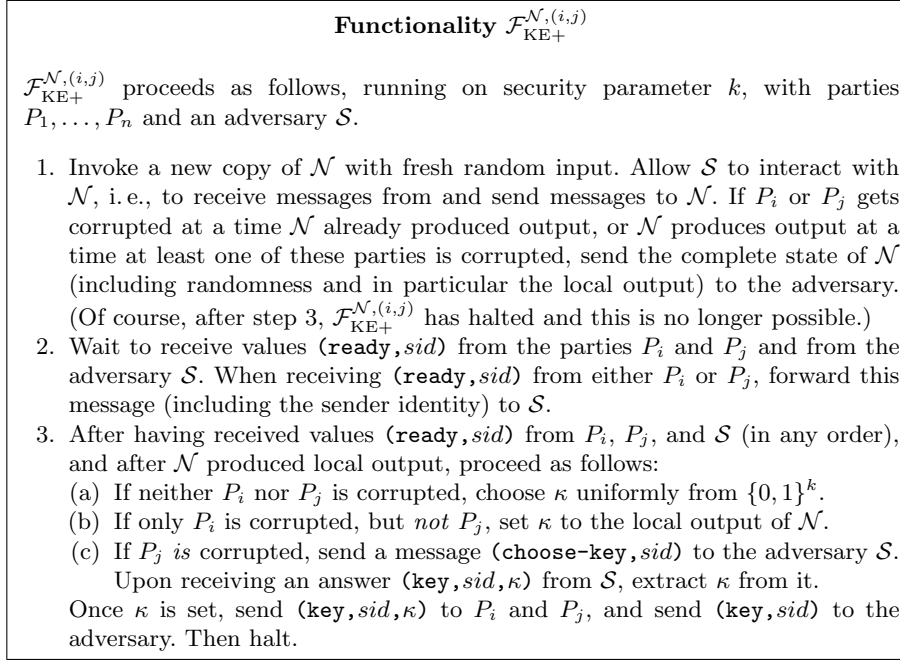 Functionality $\mathcal{F}_{\mathrm{KE+}}^{\mathcal{N},(i,j)}$
$\mathcal{F}_{\mathrm{KE+}}^{\mathcal{N},(i,j)}$ proceeds as follows, running on security parameter $k$, with parties
$P_1, \ldots, P_n$ and an adversary $\mathcal{S}$.
1. Invoke a new copy of $\mathcal{N}$ with fresh random input. Allow $\mathcal{S}$ to interact with
$\mathcal{N}$, i.e., to receive messages from and send messages to $\mathcal{N}$. If $P_i$ or $P_j$ gets
corrupted at a time $\mathcal{N}$ already produced output, or $\mathcal{N}$ produces output at a
time at least one of these parties is corrupted, send the complete state of $\mathcal{N}$
(including randomness and in particular the local output) to the adversary.
(Of course, after step 3, $\mathcal{F}_{\mathrm{KE+}}^{\mathcal{N},(i,j)}$ has halted and this is no longer possible.)
2. Wait to receive values (ready,$sid$) from the parties $P_i$ and $P_j$ and from the
adversary $\mathcal{S}$. When receiving (ready,$sid$) from either $P_i$ or $P_j$, forward this
message (including the sender identity) to $\mathcal{S}$.
3. After having received values (ready,$sid$) from $P_i$, $P_j$, and $\mathcal{S}$ (in any order),
and after $\mathcal{N}$ produced local output, proceed as follows:
(a) If neither $P_i$ nor $P_j$ is corrupted, choose $\kappa$ uniformly from $\{0,1\}^k$.
(b) If only $P_i$ is corrupted, but not $P_j$, set $\kappa$ to the local output of $\mathcal{N}$.
(c) If $P_j$ is corrupted, send a message (choose-key,$sid$) to the adversary $\mathcal{S}$.
Upon receiving an answer (key,$sid$,$\kappa$) from $\mathcal{S}$, extract $\kappa$ from it.
Once $\kappa$ is set, send (key,$sid$,$\kappa$) to $P_i$ and $P_j$, and send (key,$sid$) to the
adversary. Then halt.